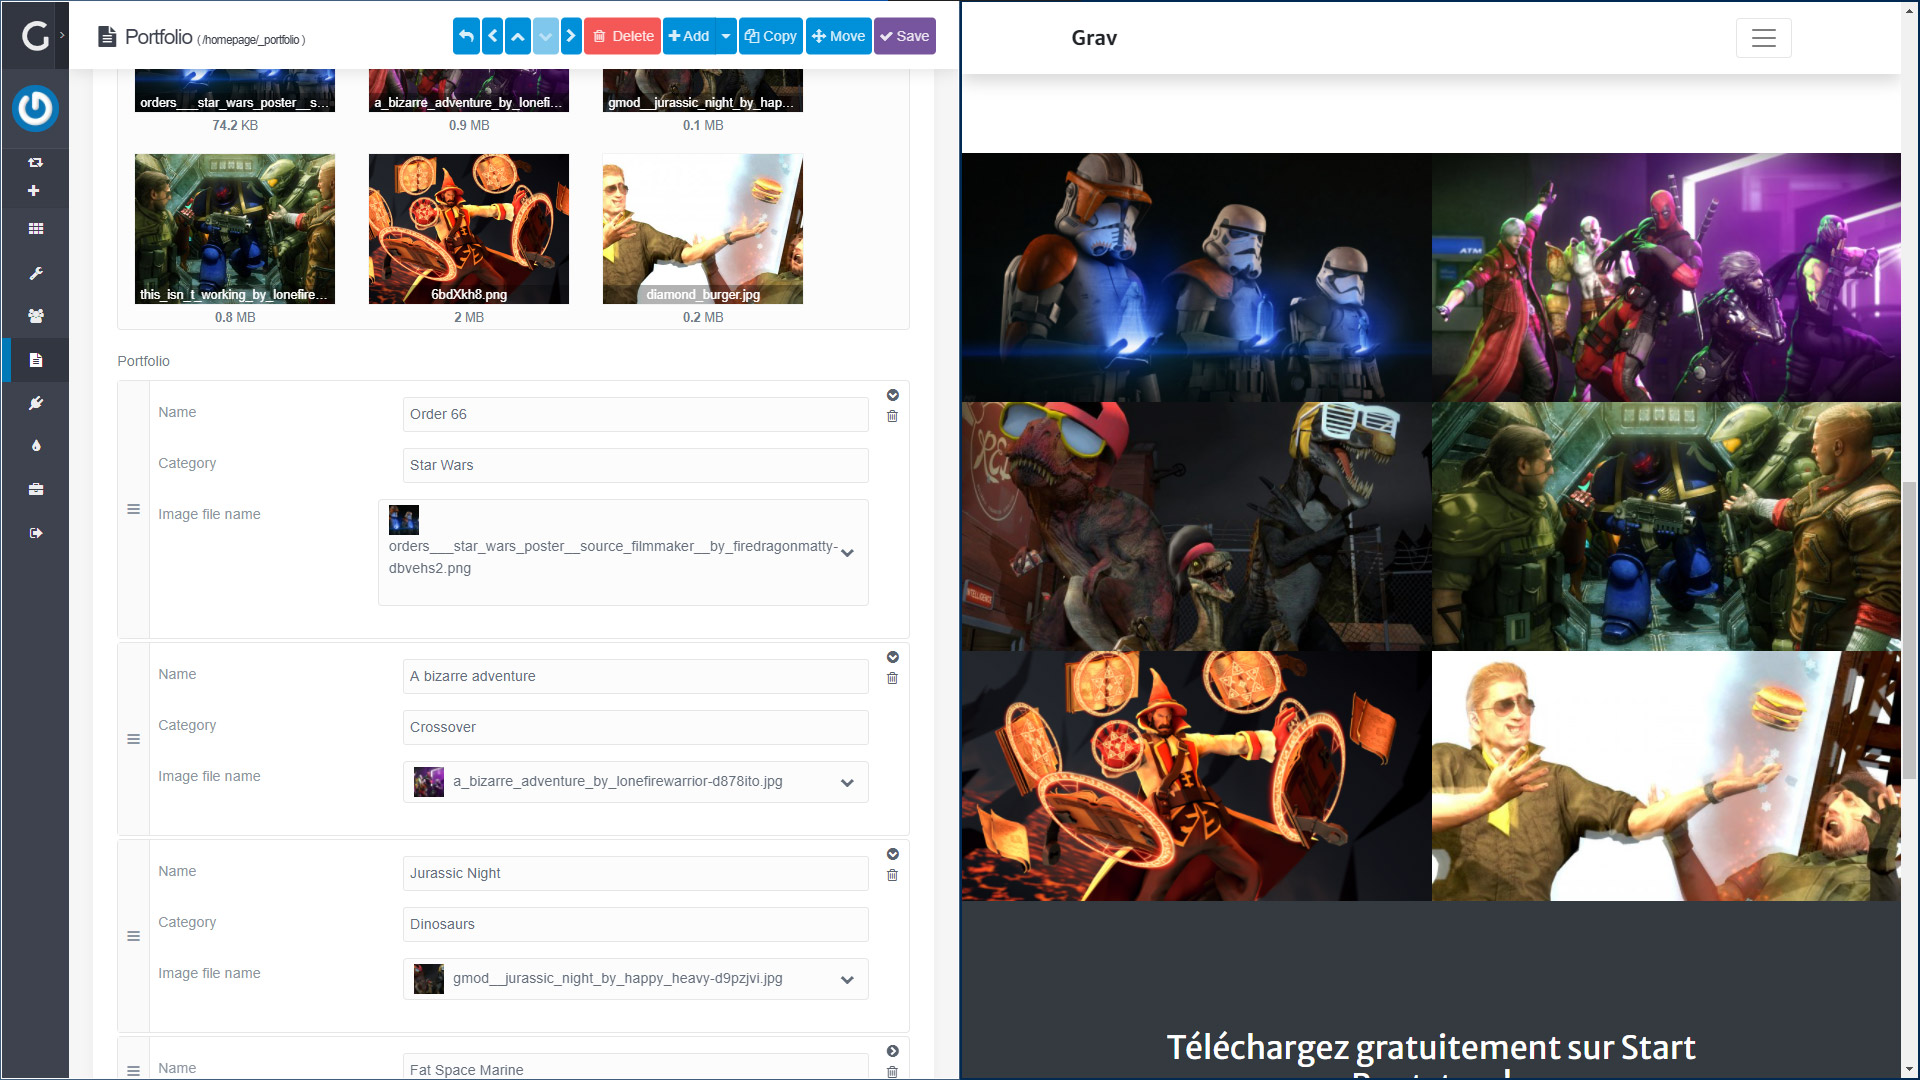 Portfolio ( /homepage/_portfolio )
Delete
Add
Copy
Move
Save
Grav
orders___star_wars_poster__s...
a_bizarre_adventure_by_lonefi...
gmod__jurassic_night_by_hap...
74.2 KB
0.9 MB
0.1 MB
this_isn_t_working_by_lonefire...
6bdXkh8.png
diamond_burger.jpg
0.8 MB
2 MB
0.2 MB
Portfolio
Name
Order 66
Category
Star Wars
Image file name
orders___star_wars_poster__source_filmmaker__by_firedragonmatty-
dbvehs2.png
Name
A bizarre adventure
Category
Crossover
Image file name
a_bizarre_adventure_by_lonefirewarrior-d878ito.jpg
Name
Jurassic Night
Category
Dinosaurs
Image file name
gmod__jurassic_night_by_happy_heavy-d9pzjvi.jpg
Name
Fat Space Marine
ATM
INTELLIGENCE
Téléchargez gratuitement sur Start